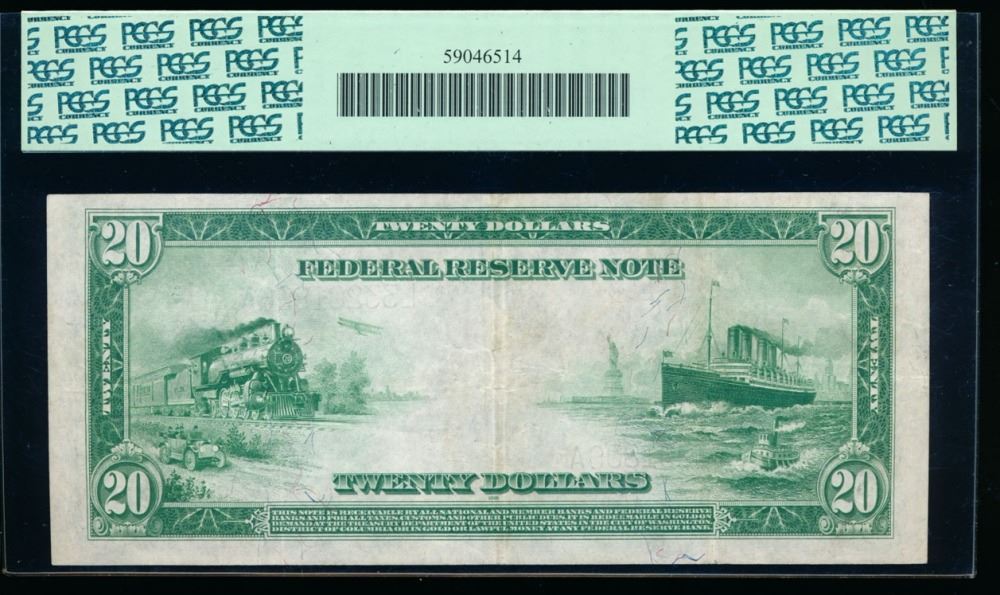 59046514
PCGS CURRENCY
TWENTY DOLLARS
20
20
FEDERAL RESERVE NOTE
TWENTY
TWENTY
TWENTY DOLLARS
20
20
THIS NOTE IS RECEIVABLE BY ALL NATIONAL AND MEMBER BANKS AND FEDERAL RESERVE
BANKS AND FOR ALL TAXES, CUSTOMS AND OTHER PUBLIC DUES. IT IS REDEEMABLE IN GOLD ON
DEMAND AT THE TREASURY DEPARTMENT OF THE UNITED STATES IN THE CITY OF WASHINGTON,
DISTRICT OF COLUMBIA OR IN GOLD OR LAWFUL MONEY AT ANY FEDERAL RESERVE BANK.